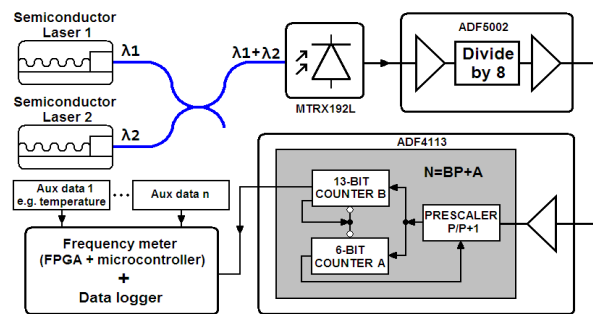 Semiconductor
Laser 1
λ1
λ1+λ2
MTRX192L
ADF5002
Divide
by 8
Semiconductor
Laser 2
λ2
ADF4113
Aux data 1
e.g. temperature
...
Aux data n
13-BIT
COUNTER B
N=BP+A
PRESCALER
P/P+1
6-BIT
COUNTER A
Frequency meter
(FPGA + microcontroller)
+
Data logger